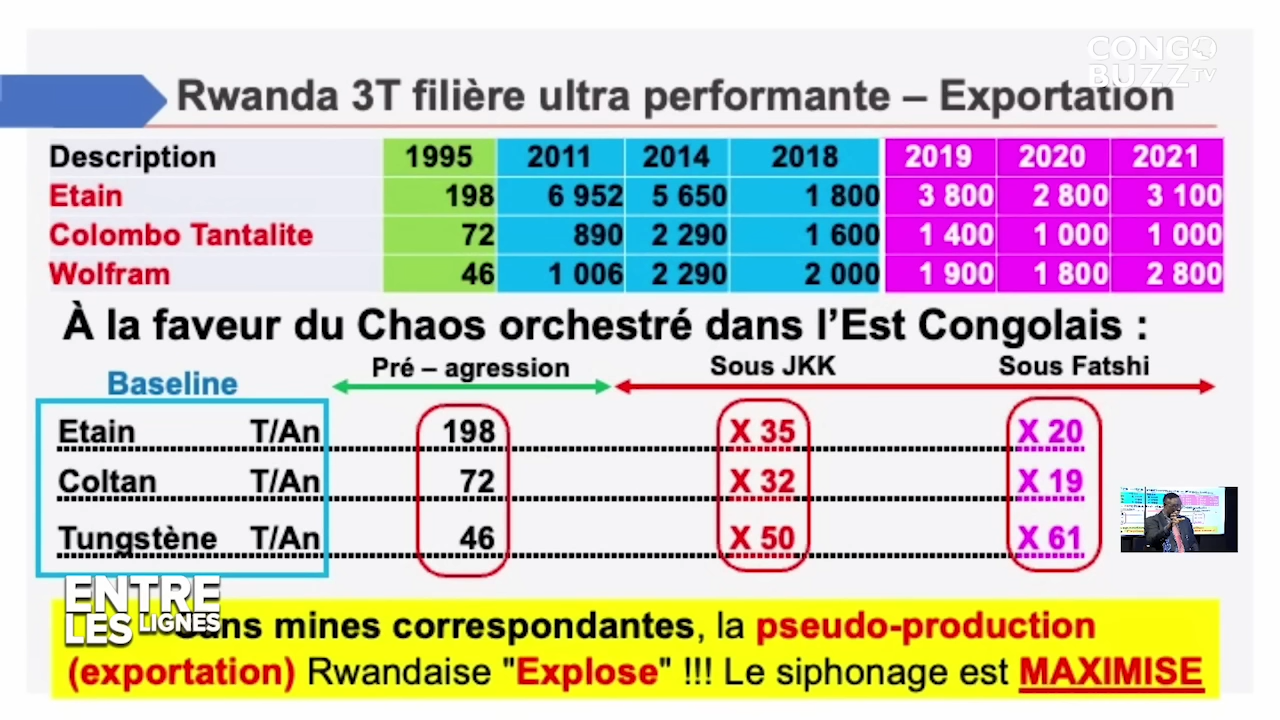 CONGO
BUZZ TV
Rwanda 3T filière ultra performante – Exportation
Description 1995 2011 2014 2018 2019 2020 2021
Etain 198 6 952 5 650 1 800 3 800 2 800 3 100
Colombo Tantalite 72 890 2 290 1 600 1 400 1 000 1 000
Wolfram 46 1 006 2 290 2 000 1 900 1 800 2 800
À la faveur du Chaos orchestré dans l'Est Congolais :
Baseline Pré – agression Sous JKK Sous Fatshi
Etain T/An 198 X 35 X 20
Coltan T/An 72 X 32 X 19
Tungstène T/An 46 X 50 X 61
ENTRE
LES LIGNES
mines correspondantes, la pseudo-production
(exportation) Rwandaise "Explose" !!! Le siphonage est MAXIMISE